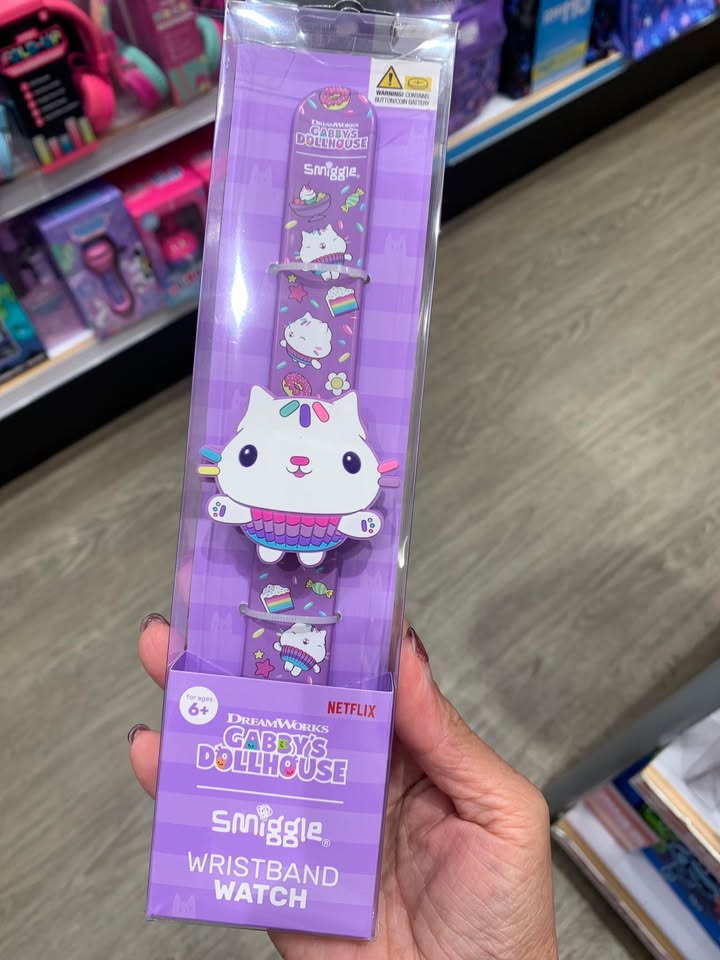 WARNING! CONTAINS
BUTTON/COIN BATTERY
DREAMWORKS
GABBY'S
DOLLHOUSE
smiggle®
for ages
6+
NETFLIX
DREAMWORKS
GABBY'S
DOLLHOUSE
smiggle®
WRISTBAND
WATCH